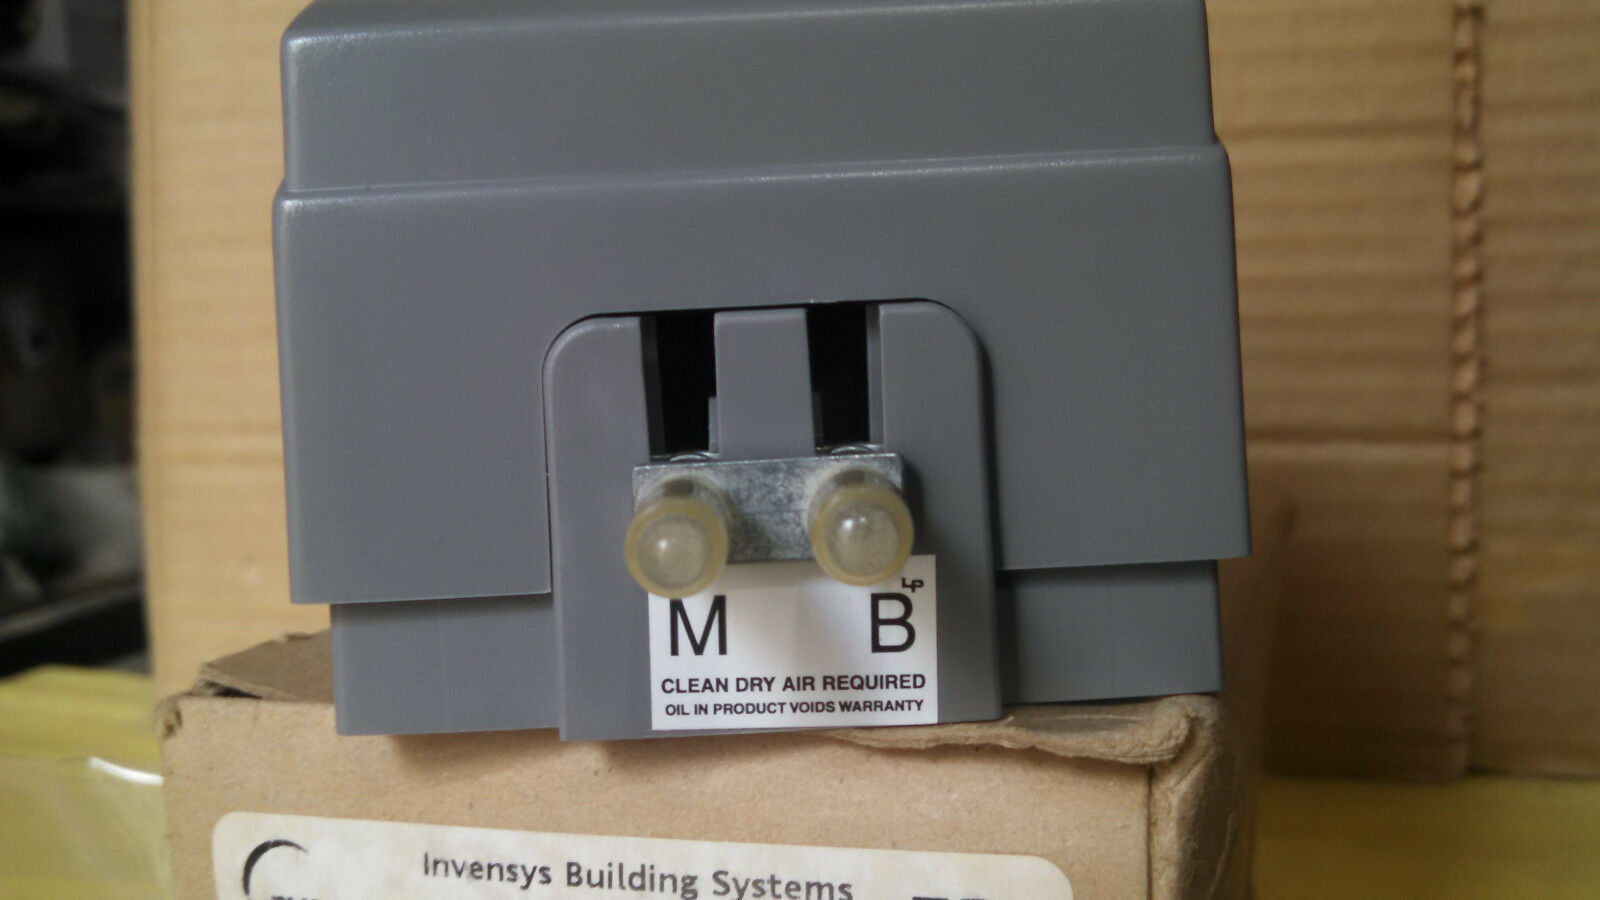 LP
M B
CLEAN DRY AIR REQUIRED
OIL IN PRODUCT VOIDS WARRANTY
Invensys Building Systems